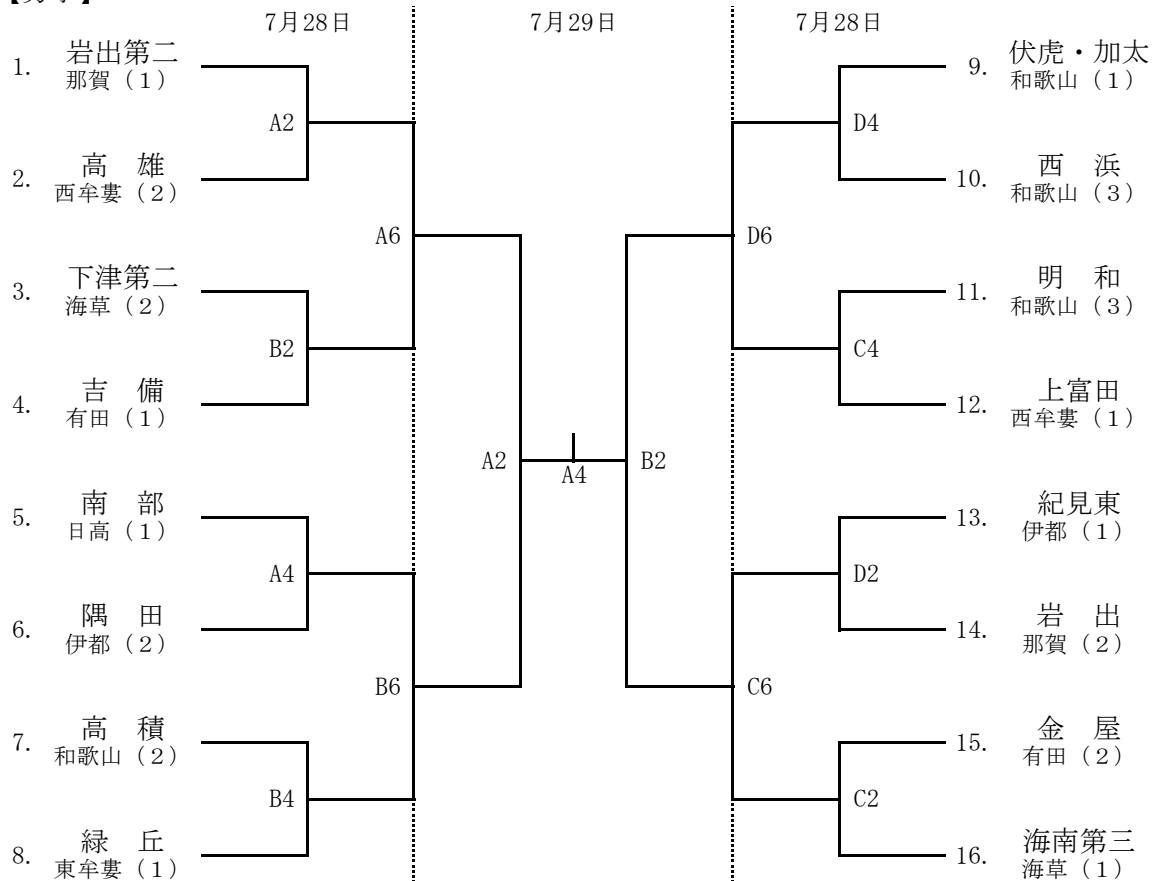 【男子】
7月28日
7月29日
7月28日
1. 岩出第二
那賀（１）
A2
2. 高　雄
西牟婁（２）
A6
3. 下津第二
海草（２）
B2
4. 吉　備
有田（１）
A2
5. 南　部
日高（１）
A4
6. 隅　田
伊都（２）
B6
7. 高　積
和歌山（２）
B4
8. 緑　丘
東牟婁（１）
A4
9. 伏虎・加太
和歌山（１）
D4
10. 西　浜
和歌山（３）
D6
11. 明　和
和歌山（３）
C4
12. 上富田
西牟婁（１）
B2
13. 紀見東
伊都（１）
D2
14. 岩　出
那賀（２）
C6
15. 金　屋
有田（２）
C2
16. 海南第三
海草（１）